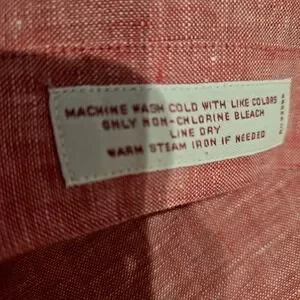 MACHINE WASH COLD WITH LIKE COLORS
ONLY NON-CHLORINE BLEACH
LINE DRY
WARM STEAM IRON IF NEEDED